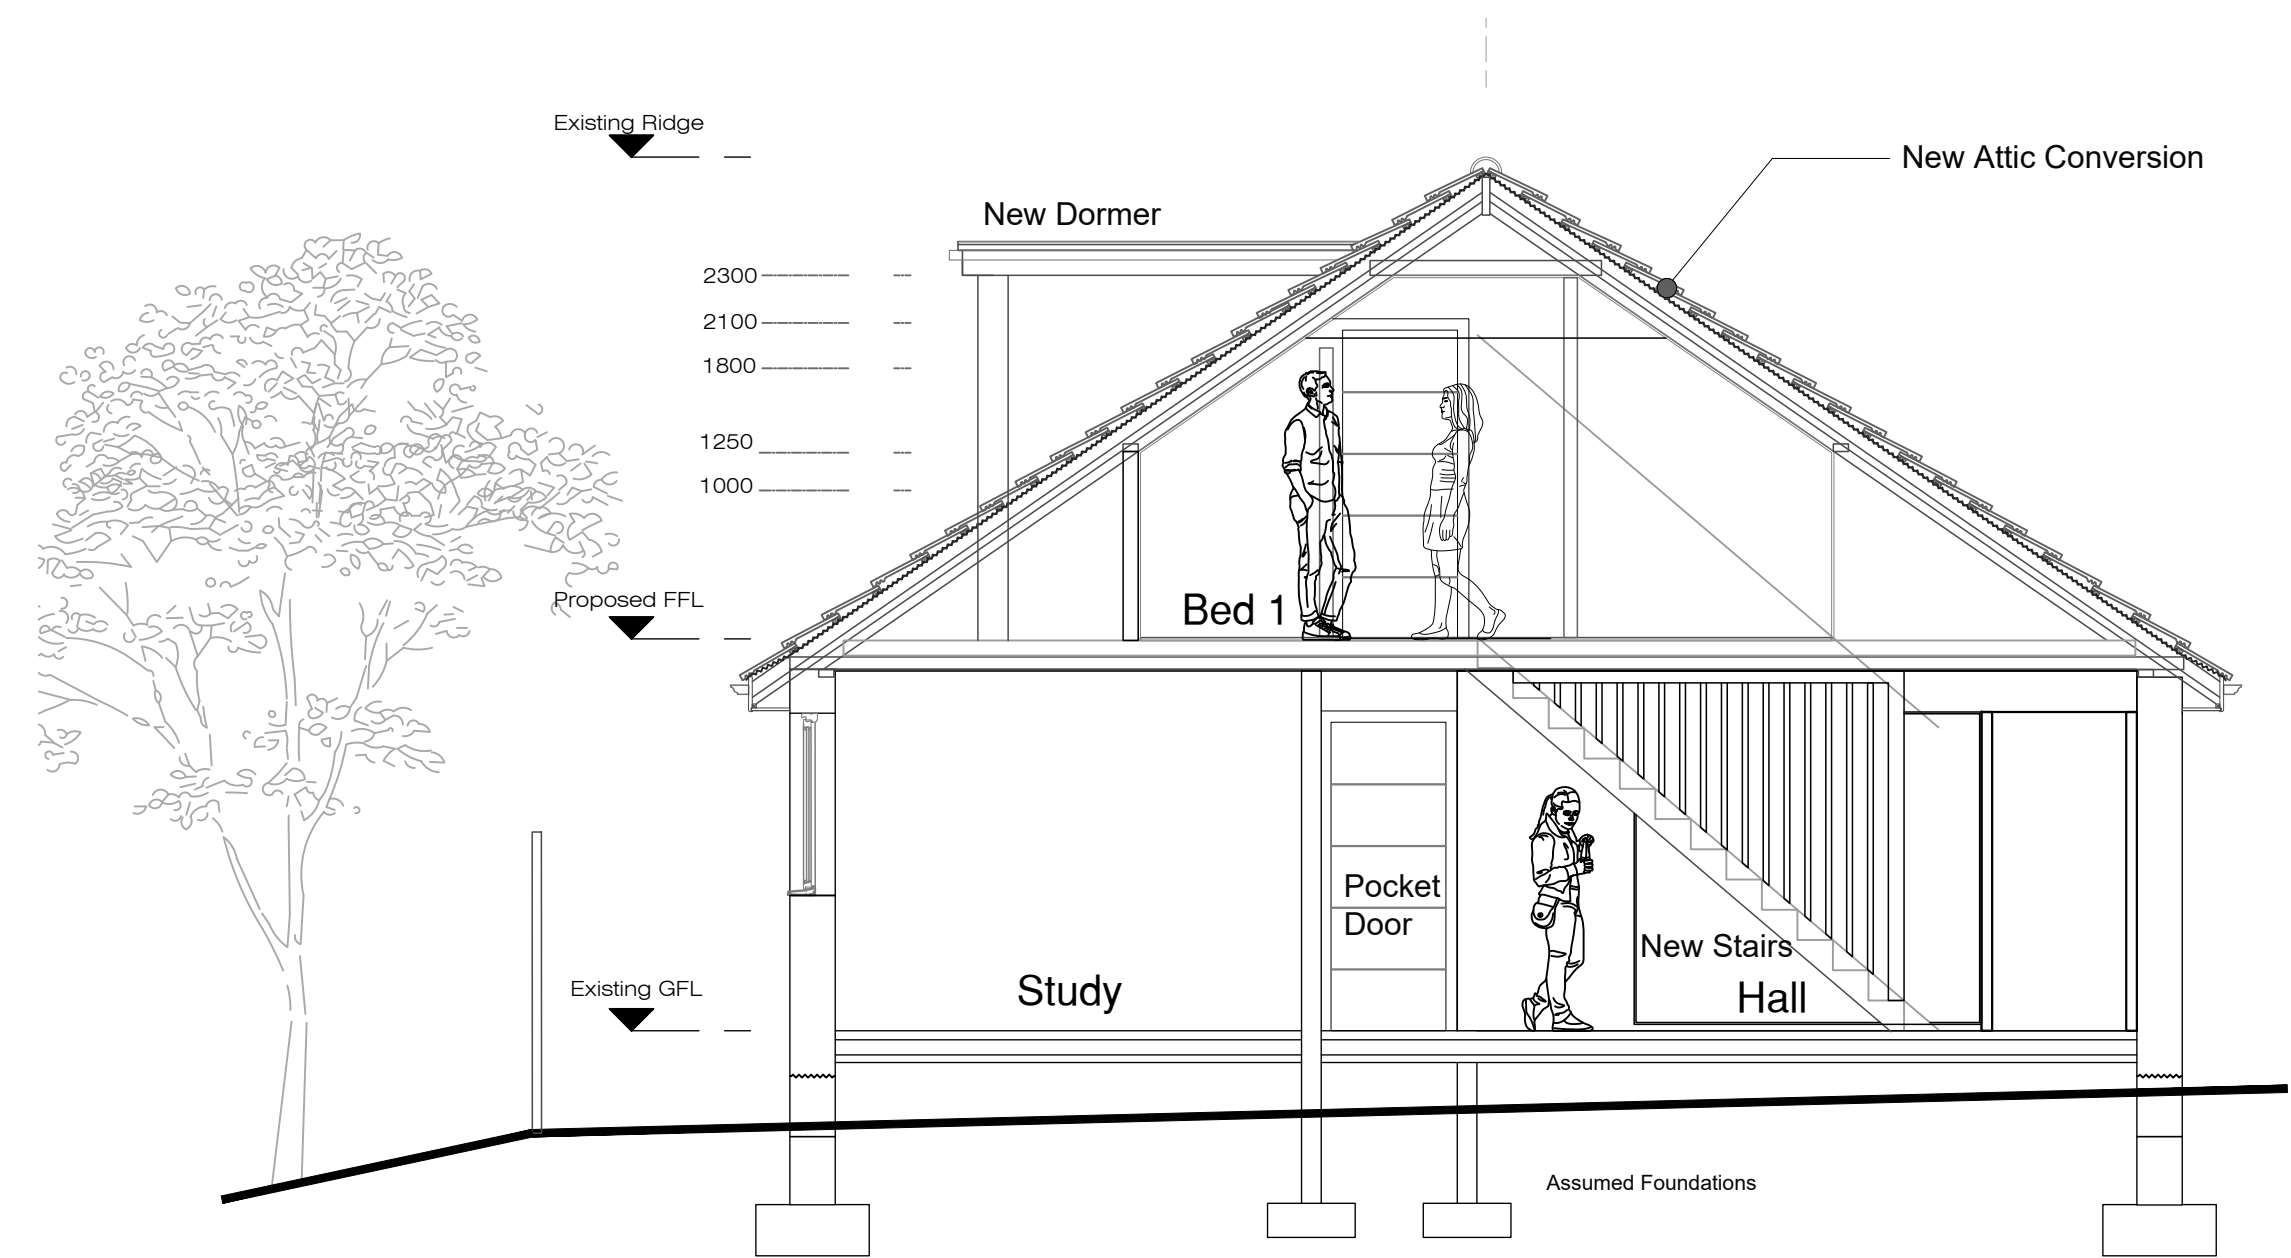 Existing Ridge
New Attic Conversion
New Dormer
2300
2100
1800
1250
1000
Proposed FFL
Bed 1
Pocket
Door
New Stairs
Existing GFL
Study
Hall
Assumed Foundations